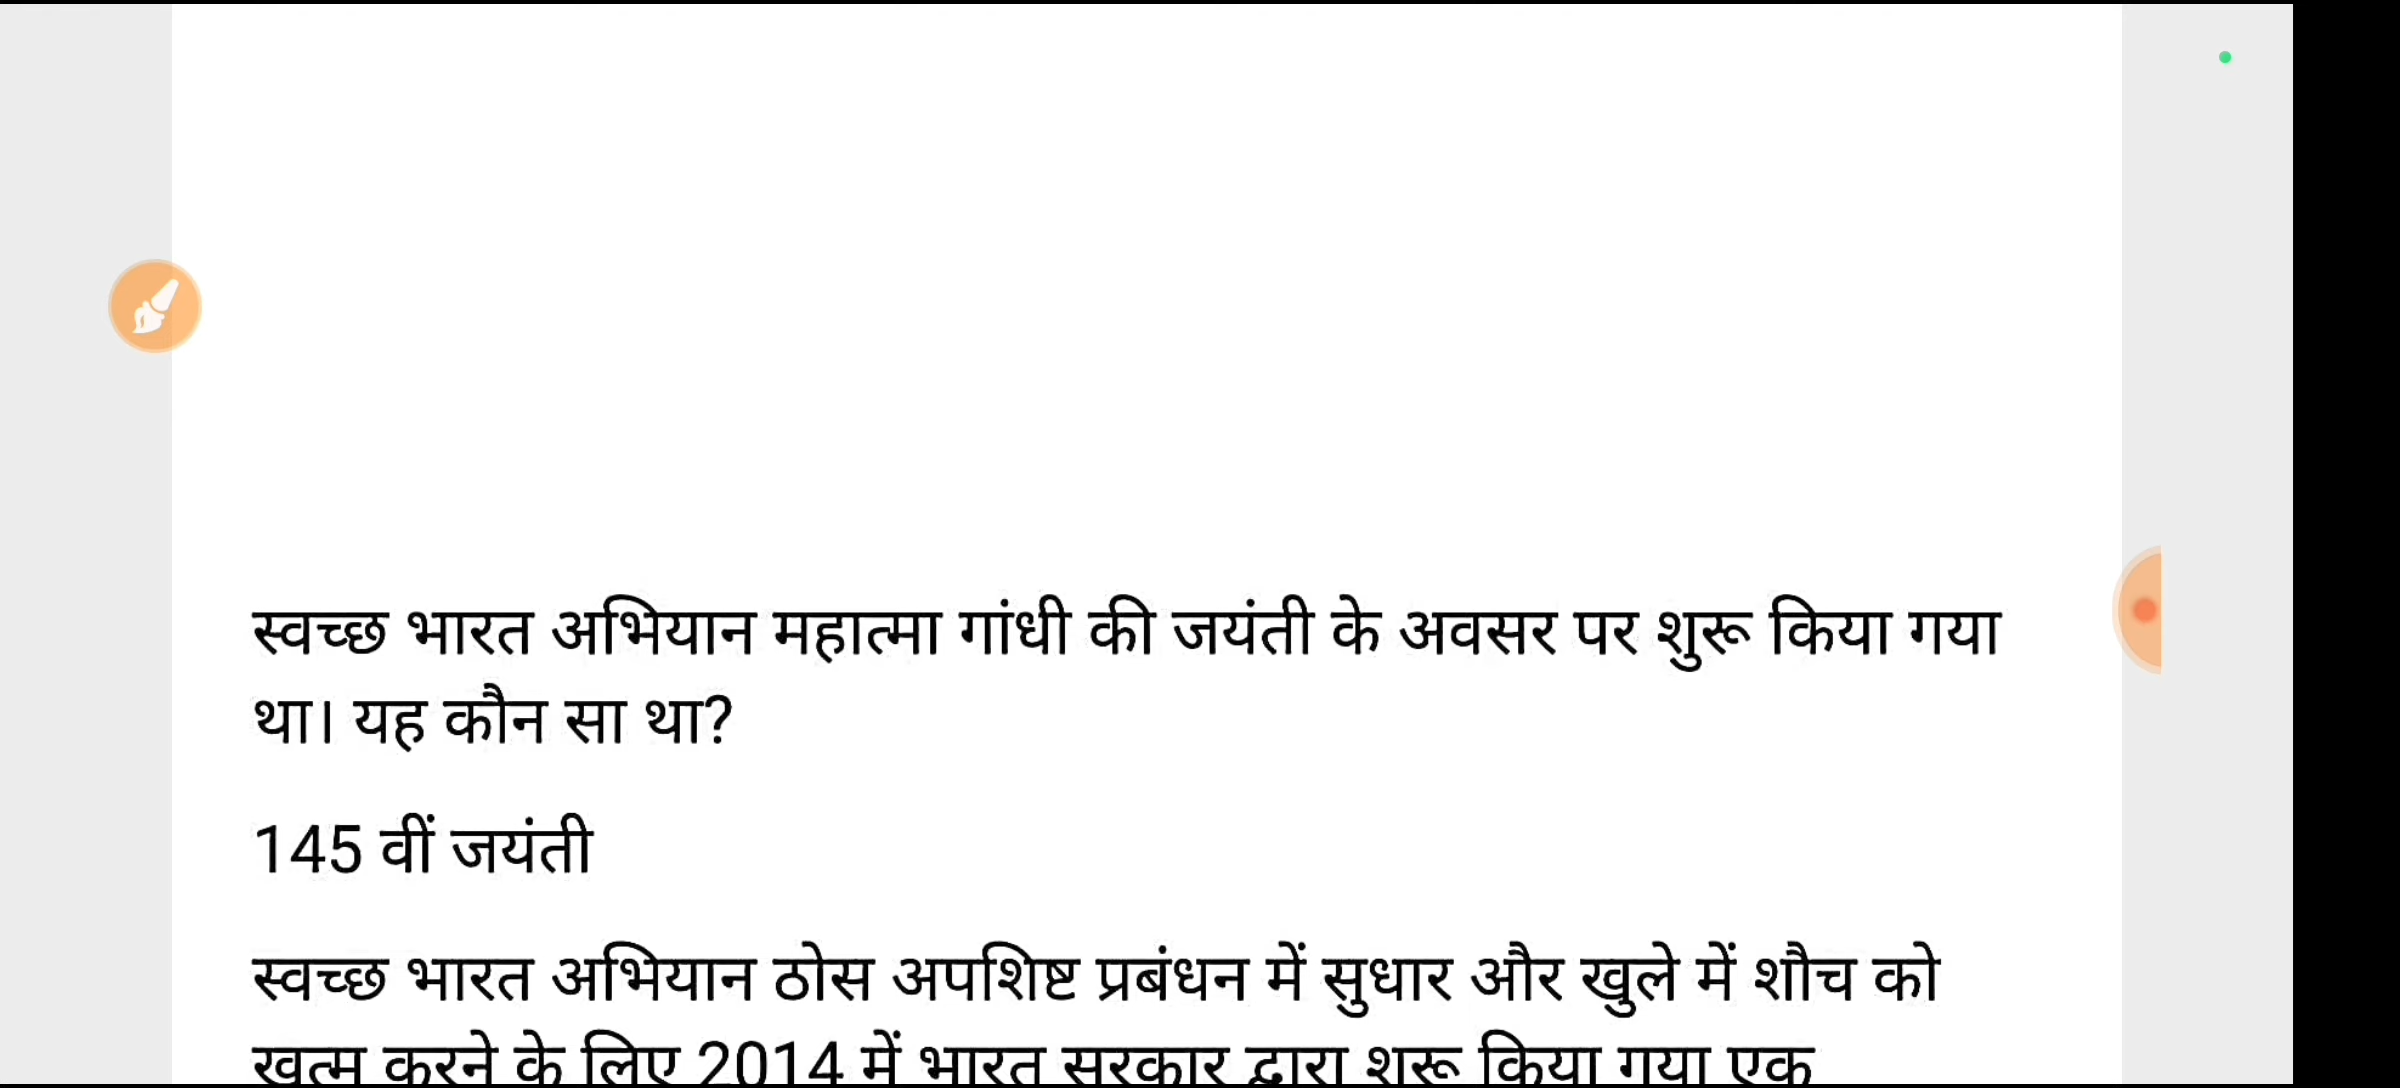 स्वच्छ भारत अभियान महात्मा गांधी की जयंती के अवसर पर शुरू किया गया
था। यह कौन सा था?
145 वीं जयंती
स्वच्छ भारत अभियान ठोस अपशिष्ट प्रबंधन में सुधार और खुले में शौच को
खत्म करने के लिए 2014 में भारत सरकार द्वारा शुरू किया गया एक